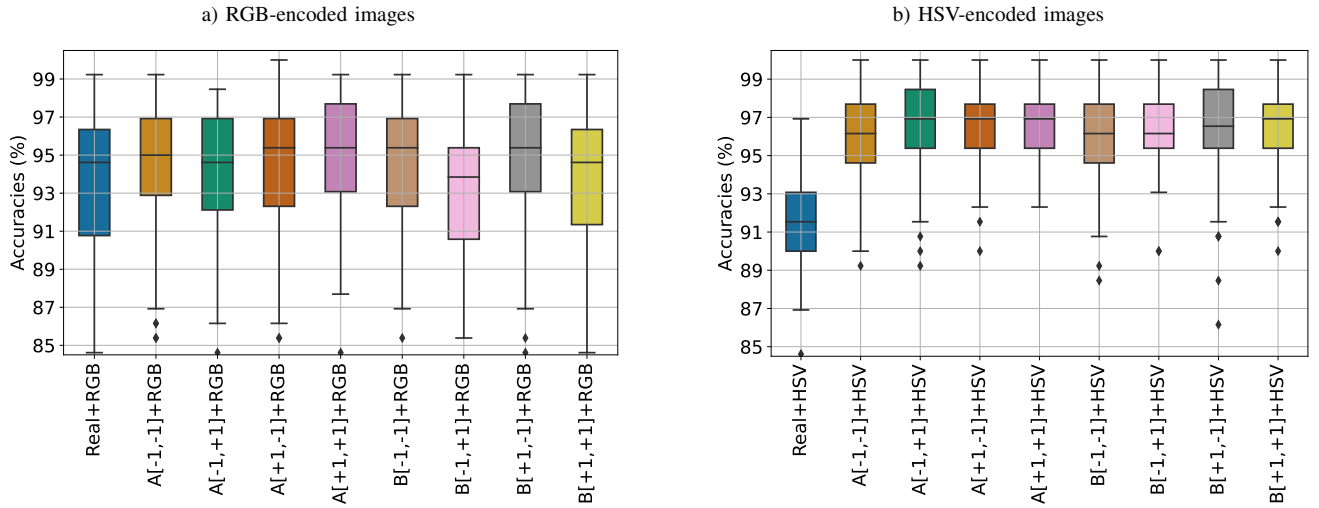 a) RGB-encoded images
Accuracies (%)
99
97
95
93
91
89
87
85
Real+RGB
A[-1,-1]+RGB
A[-1,+1]+RGB
A[+1,-1]+RGB
A[+1,+1]+RGB
B[-1,-1]+RGB
B[-1,+1]+RGB
B[+1,-1]+RGB
B[+1,+1]+RGB
b) HSV-encoded images
Accuracies (%)
99
97
95
93
91
89
87
85
Real+HSV
A[-1,-1]+HSV
A[-1,+1]+HSV
A[+1,-1]+HSV
A[+1,+1]+HSV
B[-1,-1]+HSV
B[-1,+1]+HSV
B[+1,-1]+HSV
B[+1,+1]+HSV